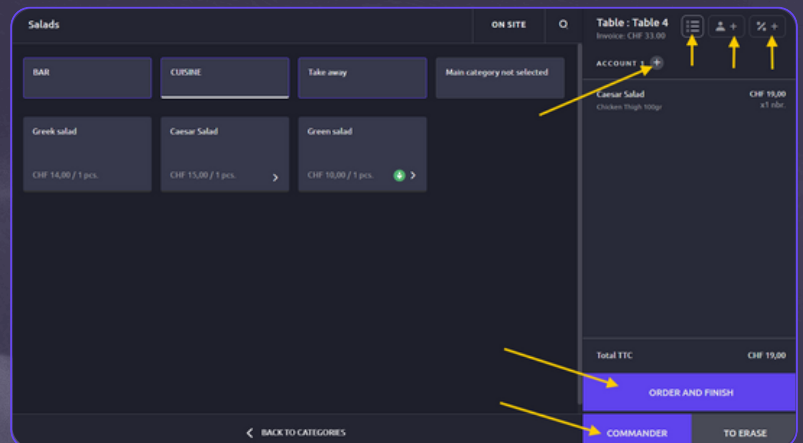 Salads
ON SITE
Table : Table 4
Invoice: CHF 33.00
ACCOUNT 1 +
BAR
CUISINE
Take away
Main category not selected
Caesar Salad CHF 19,00
Chicken Thigh 100gr x1 nbr.
Greek salad
Caesar Salad
Green salad
CHF 14,00 / 1 pcs.
CHF 15,00 / 1 pcs.
CHF 10,00 / 1 pcs.
Total TTC CHF 19,00
ORDER AND FINISH
BACK TO CATEGORIES
COMMANDER
TO ERASE